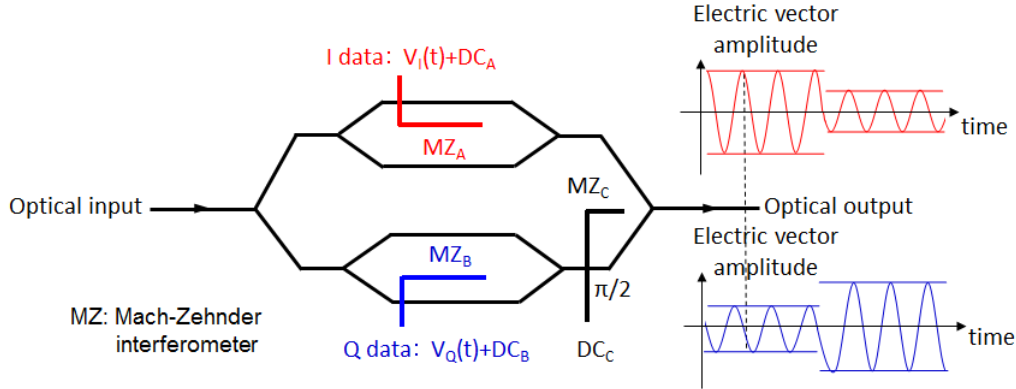 Electric vector
amplitude
I data: V_I(t)+DC_A
time
MZ_A
MZ_C
Optical input
Optical output
Electric vector
amplitude
MZ_B
π/2
MZ: Mach-Zehnder
interferometer
time
Q data: V_Q(t)+DC_B
DC_C